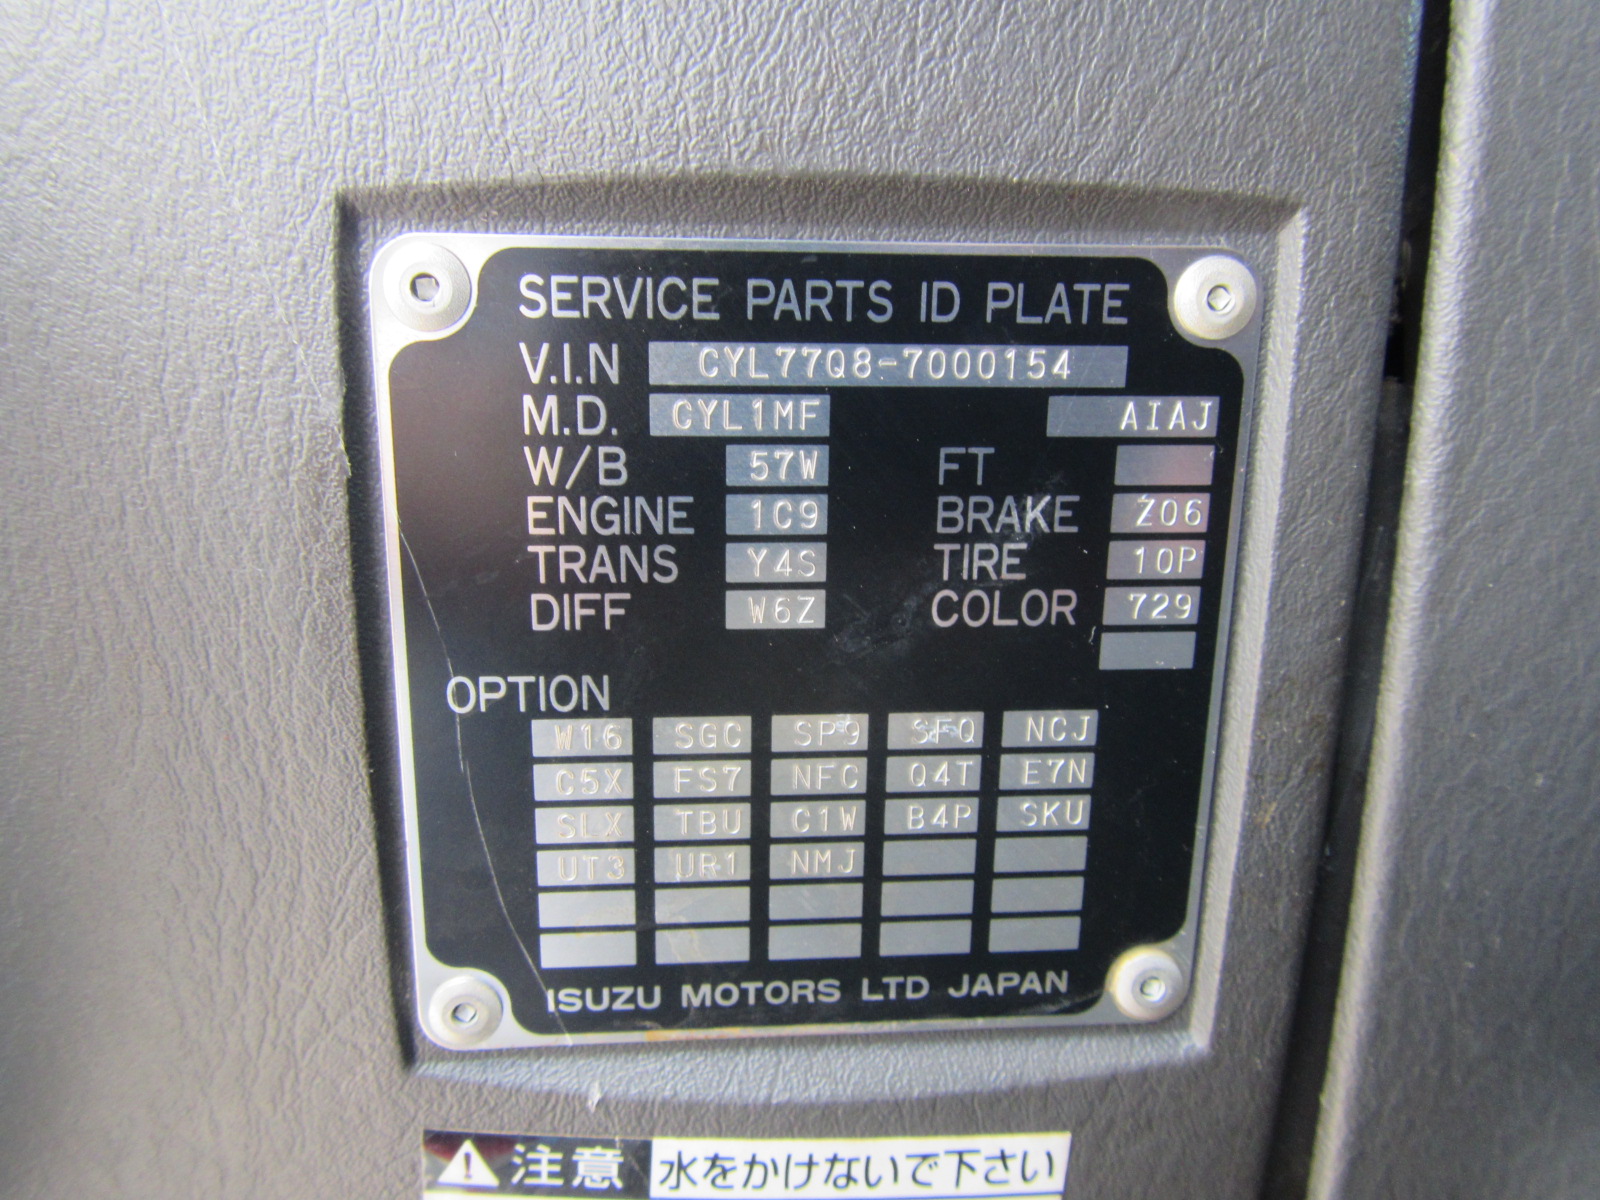 SERVICE PARTS ID PLATE
V.I.N CYL77Q8-7000154
M.D. CYL1MF AIAJ
W/B 57W FT
ENGINE 1C9 BRAKE Z06
TRANS Y4S TIRE 10P
DIFF W6Z COLOR 729
OPTION
W16 SGC SP9 SFQ NCJ
C5X FS7 NFC Q4T E7N
SLX TBU C1W B4P SKU
UT3 UR1 NMJ
ISUZU MOTORS LTD JAPAN
注意 水をかけないで下さい